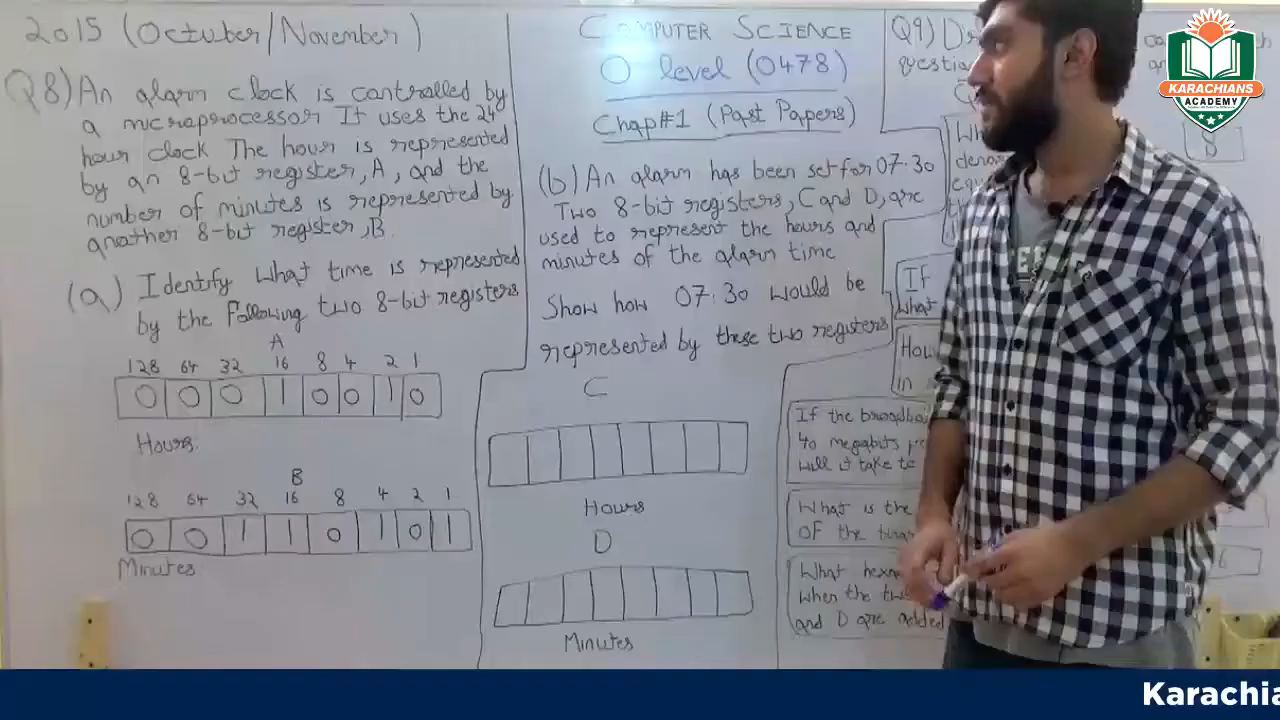 2015 (October/November)
Q8) An alarm clock is controlled by
a microprocessor It uses the 24
hour clock The hour is represented
by an 8-bit register, A, and the
number of minutes is represented by
another 8-bit register, B.
(a) Identify What time is represented
by the Following two 8-bit registers
A
128 64 32 16 8 4 2 1
0 0 0 1 0 0 1 0
Hours.
B
128 64 32 16 8 4 2 1
0 0 1 1 0 1 0 1
Minutes
COMPUTER SCIENCE
O level (0478)
Chap#1 (Past Papers)
(b) An alarm has been set for 07.30
Two 8-bit registers, C and D, are
used to represent the hours and
minutes of the alarm time
Show how 07.30 would be
represented by these two registers
C
Hours
D
Minutes
Q9)
8
If
what
How
in
If the
40 megabits
will it take to
What is the
OF the
What
when the
and D are added
6
KARACHIANS
ACADEMY
Karachia